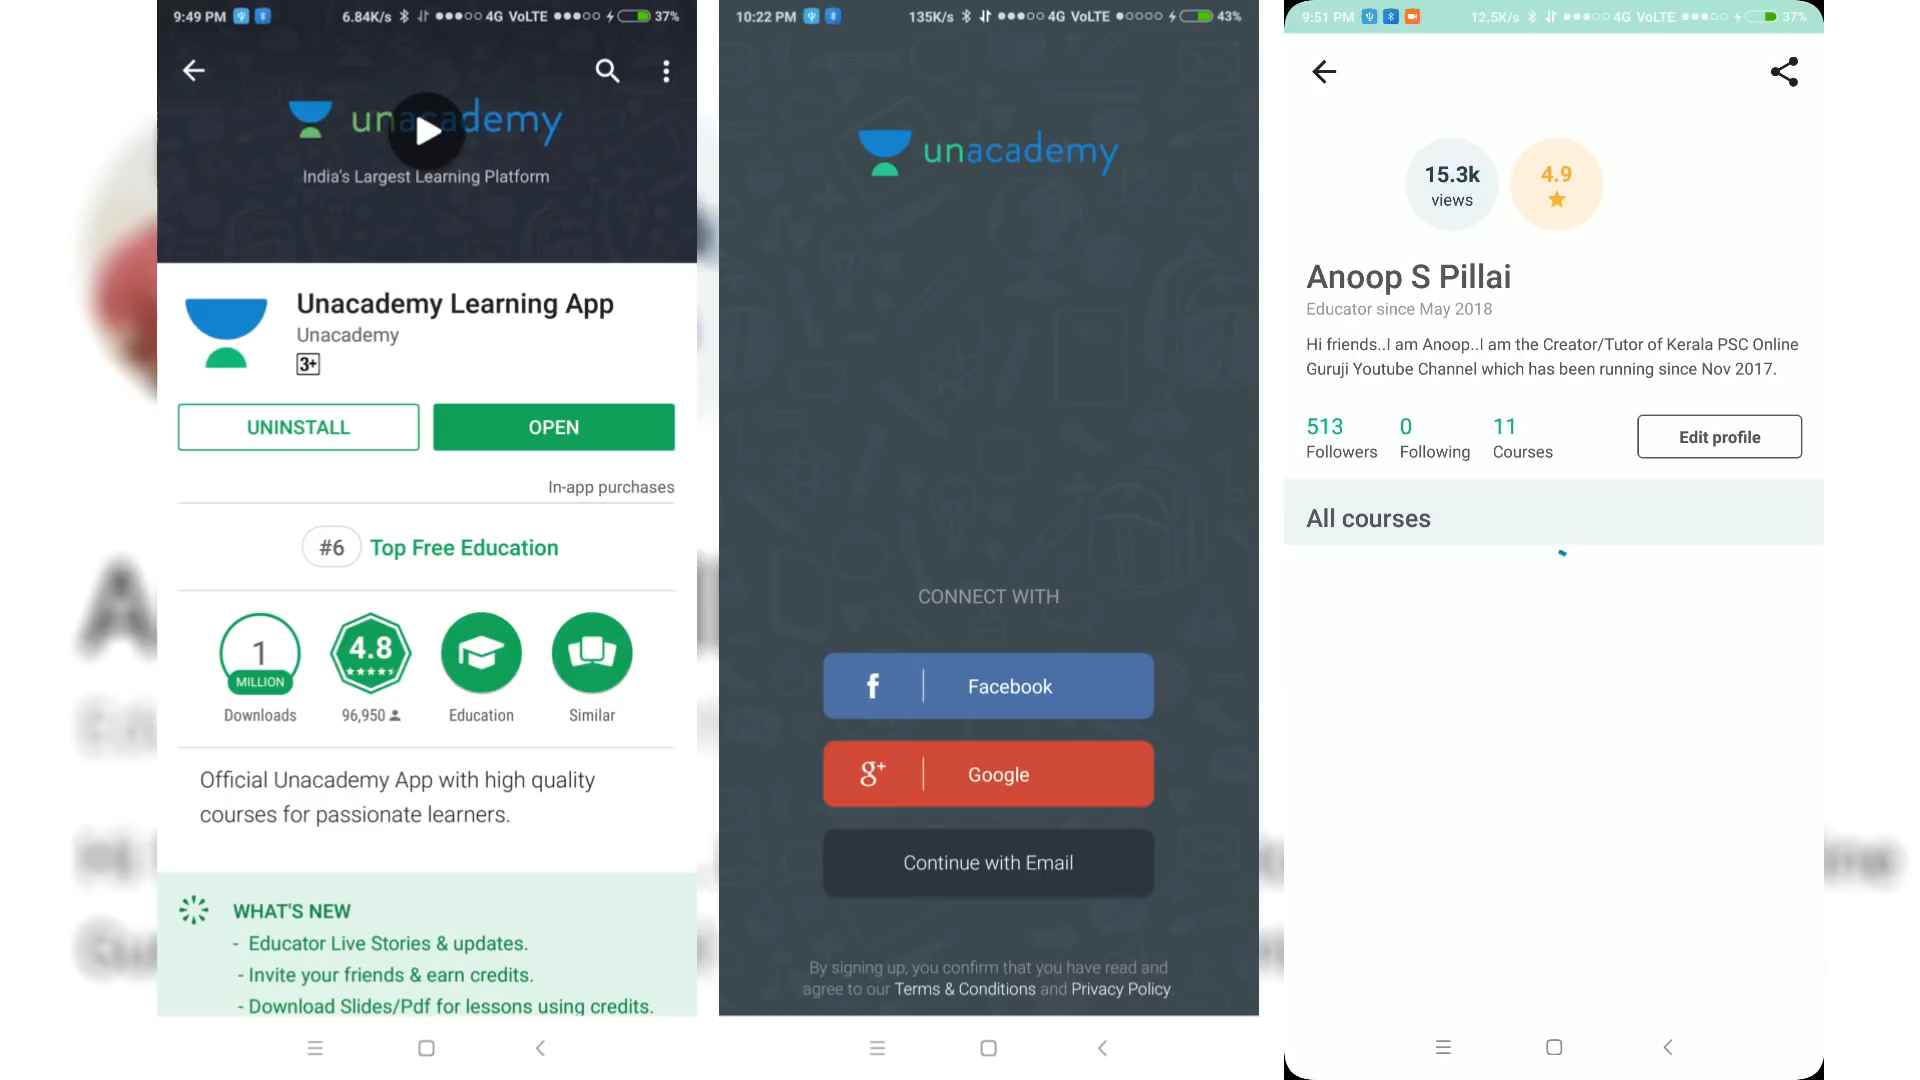 9:49 PM 6.84K/s 4G VoLTE 37%
unacademy
India's Largest Learning Platform
Unacademy Learning App
Unacademy
3+
UNINSTALL
OPEN
In-app purchases
#6 Top Free Education
1 MILLION
4.8
Downloads
96,950
Education
Similar
Official Unacademy App with high quality
courses for passionate learners.
WHAT'S NEW
- Educator Live Stories & updates.
- Invite your friends & earn credits.
- Download Slides/Pdf for lessons using credits.
10:22 PM 135K/s 4G VoLTE 43%
unacademy
CONNECT WITH
f Facebook
g+ Google
Continue with Email
By signing up, you confirm that you have read and
agree to our Terms & Conditions and Privacy Policy.
9:51 PM 12.5K/s 4G VoLTE 37%
15.3k
views
4.9
Anoop S Pillai
Educator since May 2018
Hi friends..I am Anoop..I am the Creator/Tutor of Kerala PSC Online
Guruji Youtube Channel which has been running since Nov 2017.
513
Followers
0
Following
11
Courses
Edit profile
All courses